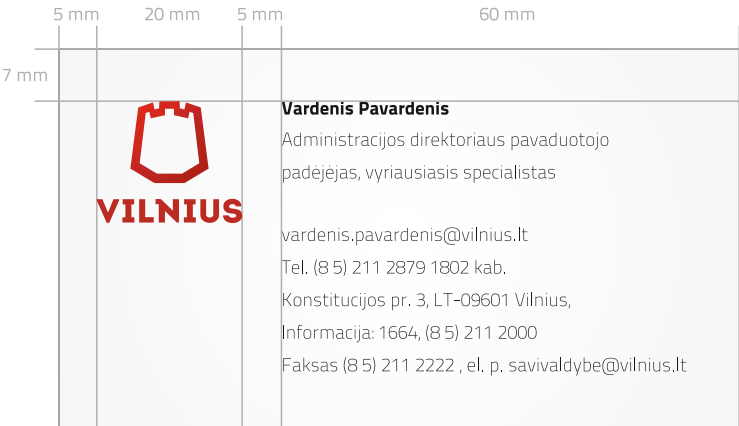 5 mm 20 mm 5 mm 60 mm
7 mm
VILNIUS
Vardenis Pavardenis
Administracijos direktoriaus pavaduotojo
padėjėjas, vyriausiasis specialistas
vardenis.pavardenis@vilnius.lt
Tel. (8 5) 211 2879 1802 kab.
Konstitucijos pr. 3, LT-09601 Vilnius,
Informacija: 1664, (8 5) 211 2000
Faksas (8 5) 211 2222 , el. p. savivaldybe@vilnius.lt